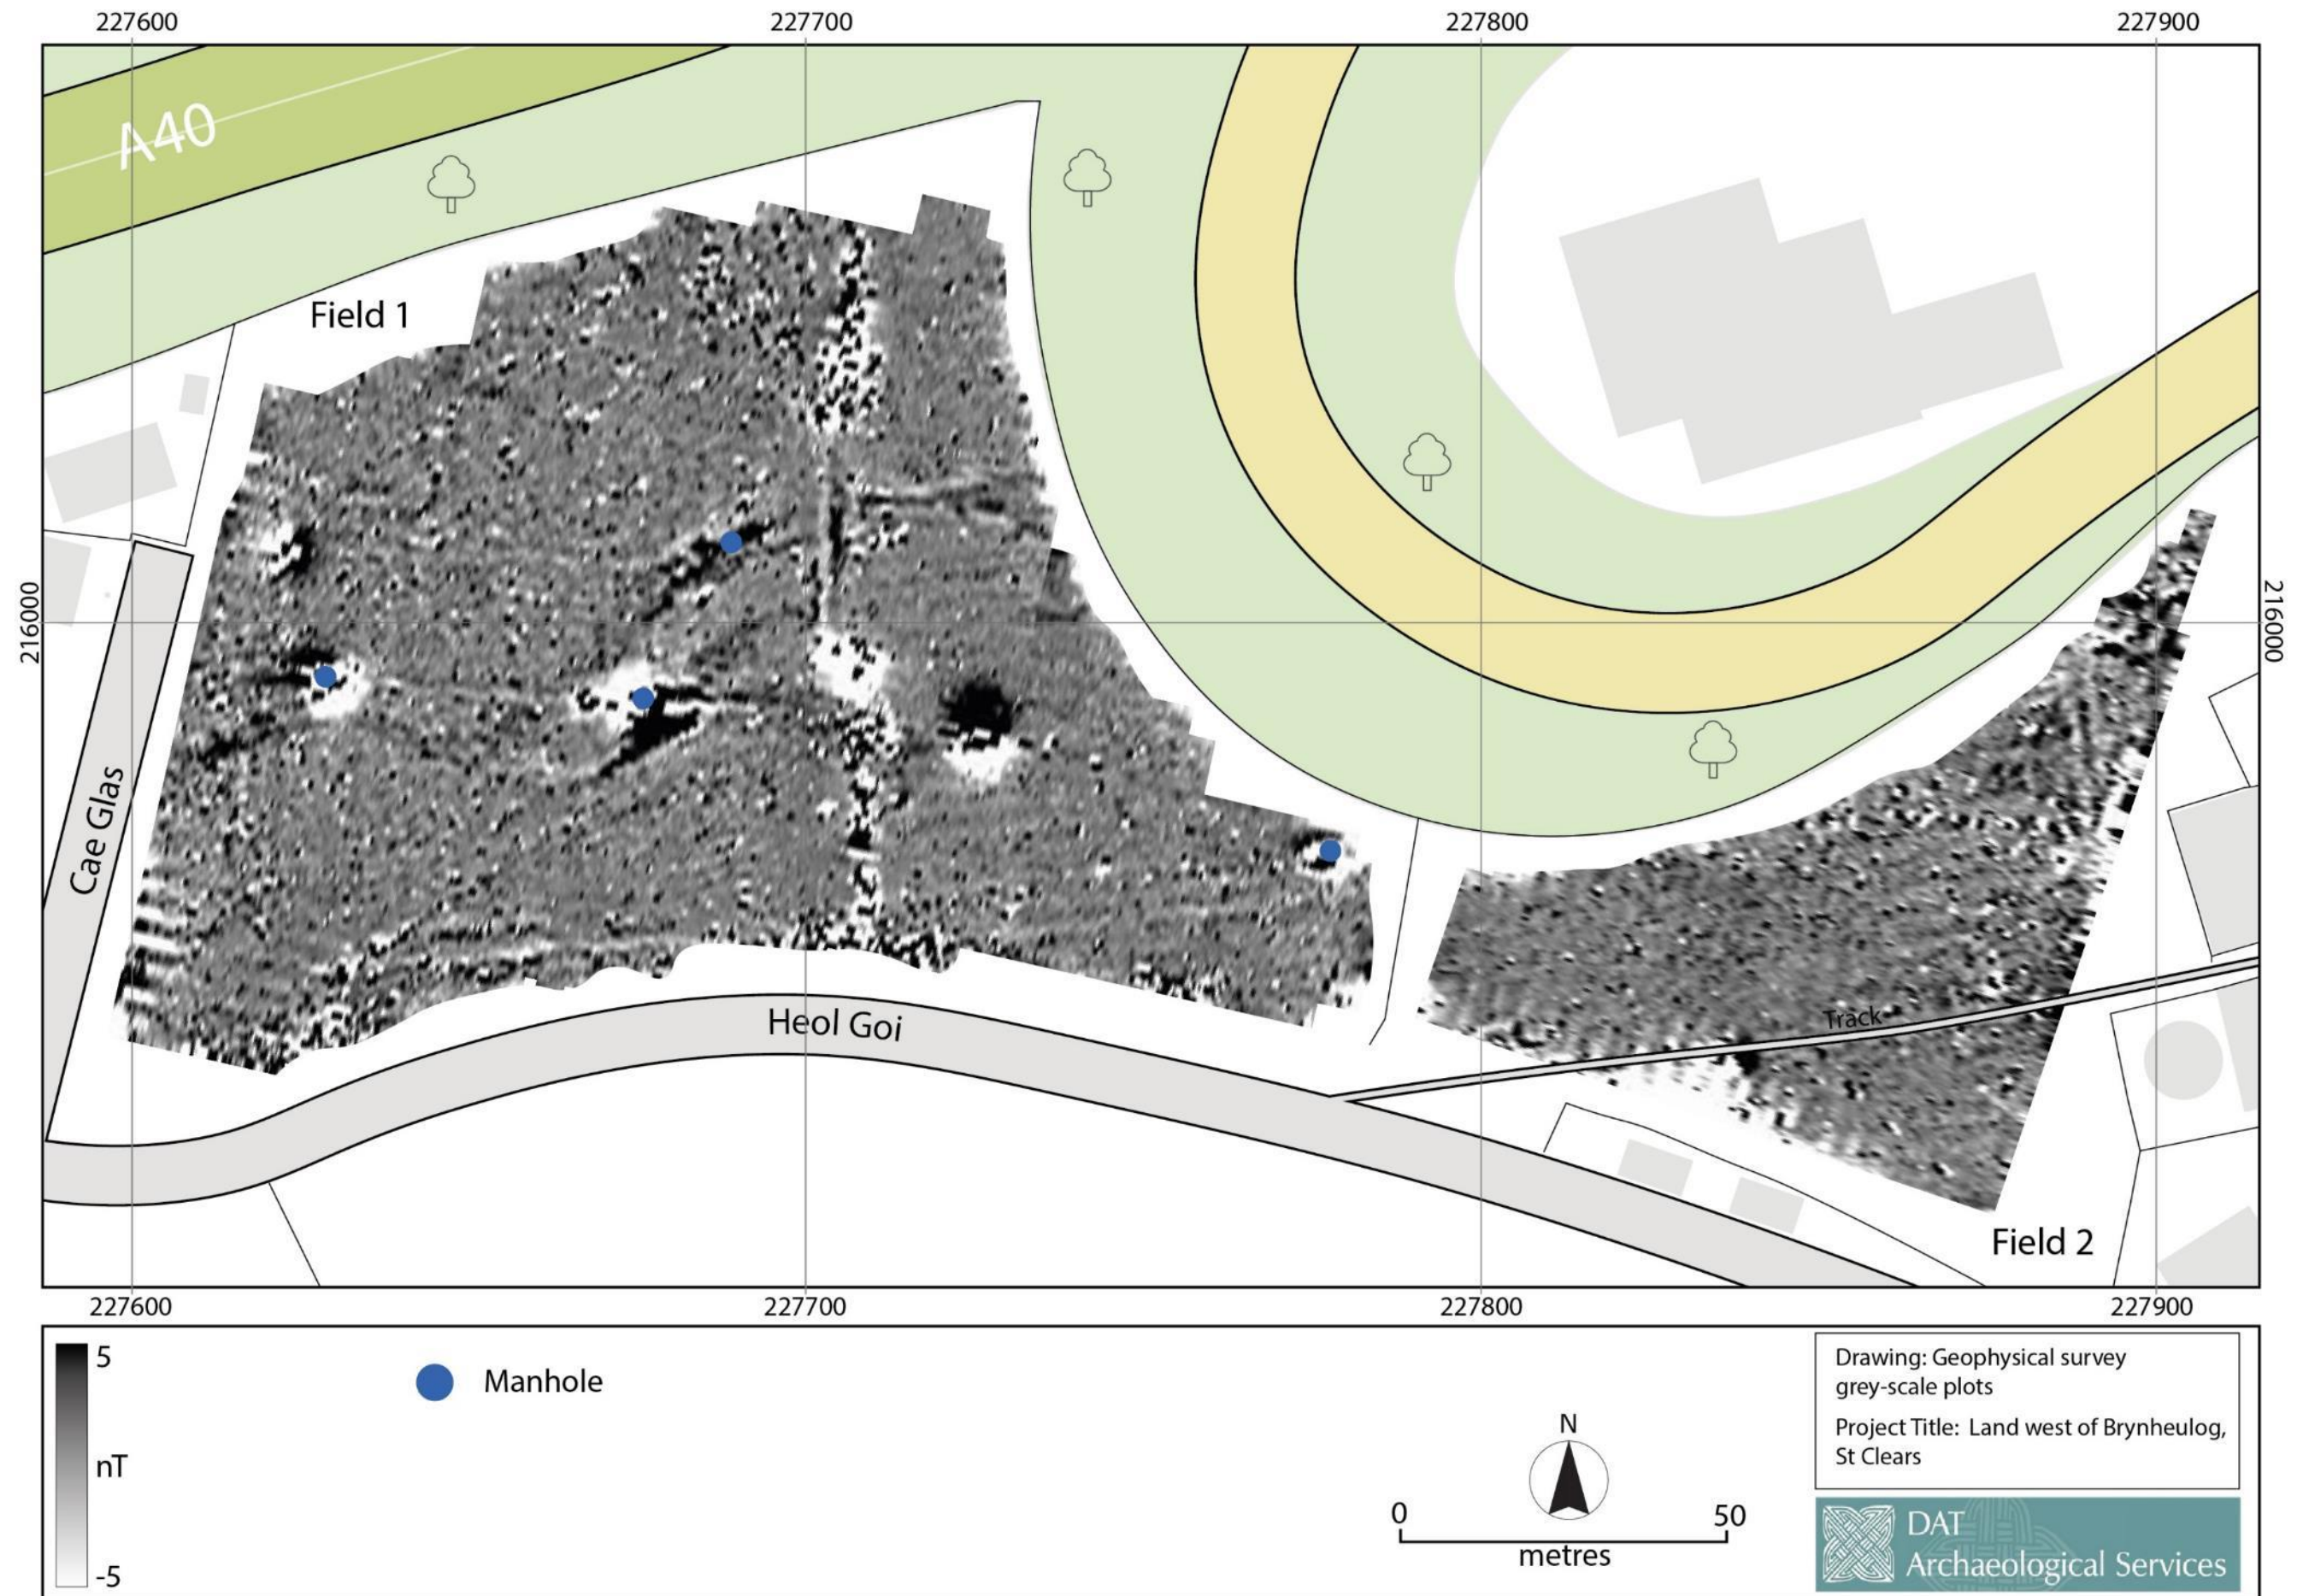 227600
227700
227800
227900
A40
Field 1
216000
216000
Cae Glas
Heol Goi
Track
Field 2
227600
227700
227800
227900
5
nT
-5
Manhole
N
0
50
metres
Drawing: Geophysical survey
grey-scale plots
Project Title: Land west of Brynheulog,
St Clears
DAT
Archaeological Services